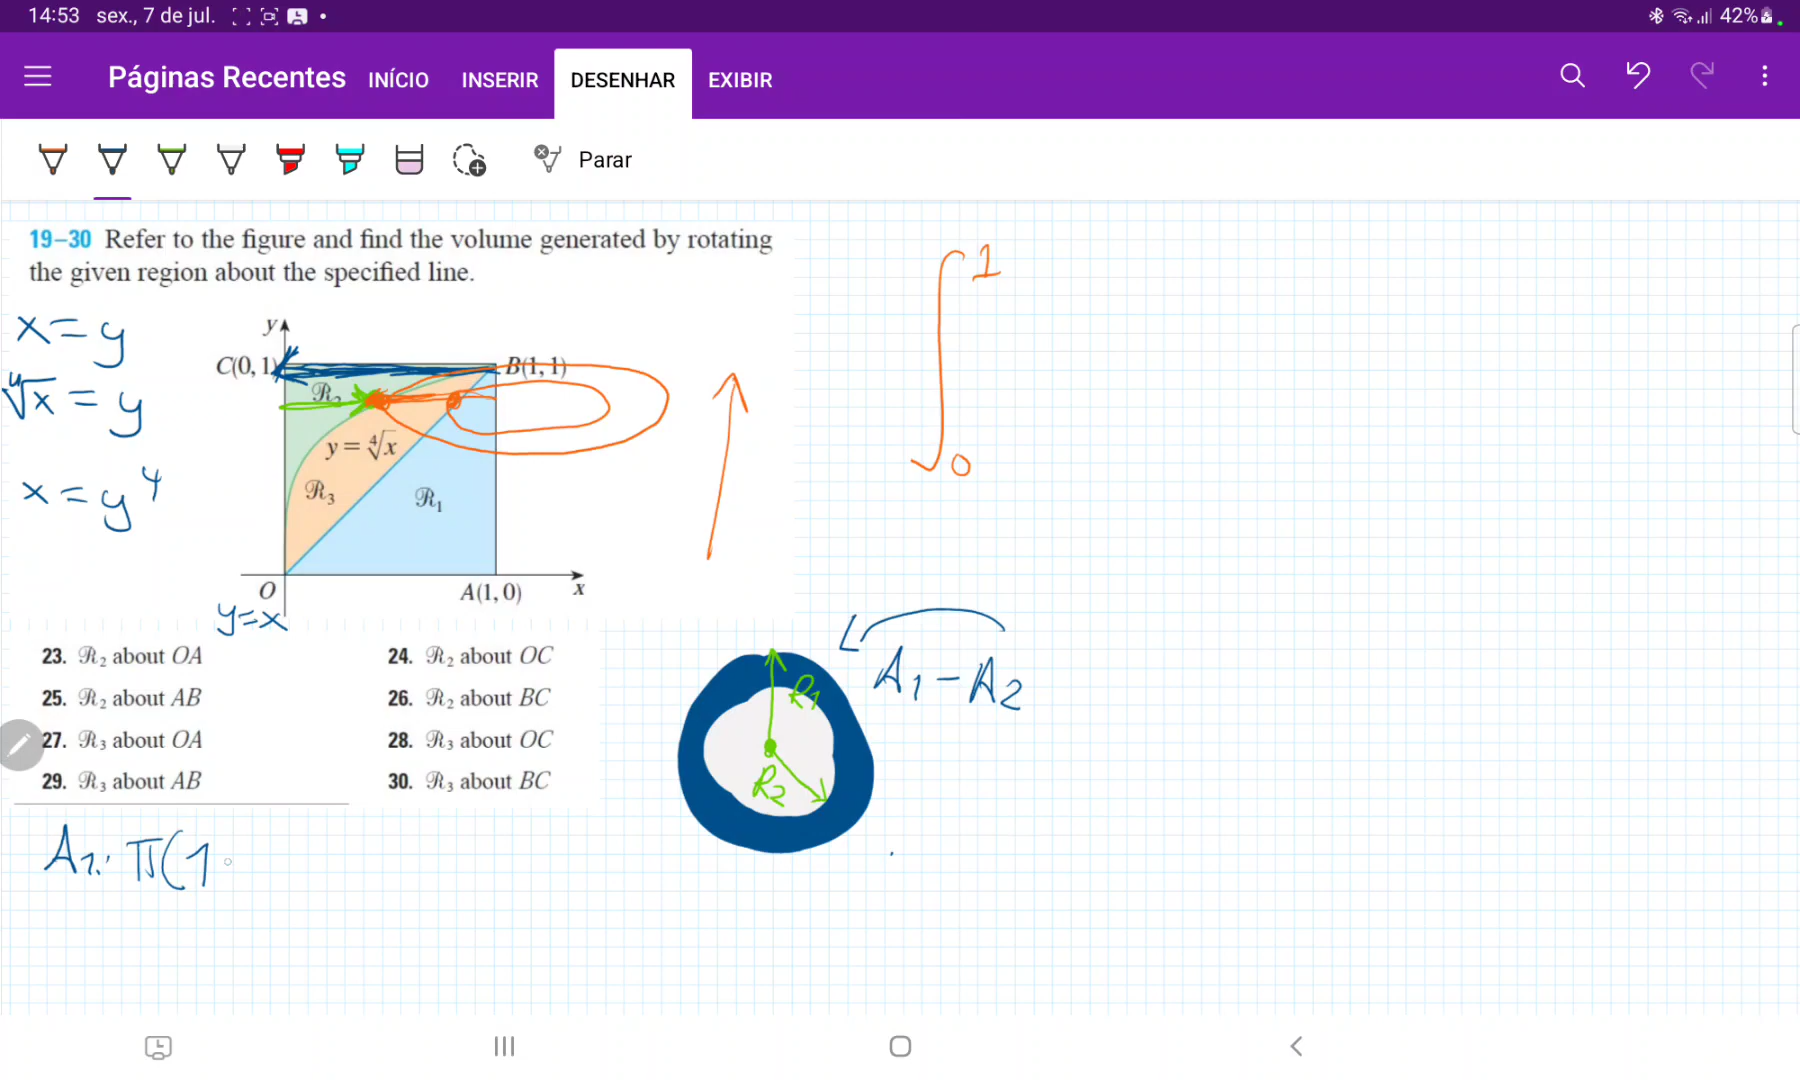 14:53 sex., 7 de jul. 42%
Páginas Recentes INÍCIO INSERIR DESENHAR EXIBIR
Parar
19–30 Refer to the figure and find the volume generated by rotating
the given region about the specified line.
x = y
∜x = y
x = y⁴
y
C(0, 1)
B(1, 1)
ℛ₂
y = ∜x
ℛ₃
ℛ₁
O
A(1, 0)
x
y=x
1
∫
0
23. ℛ₂ about OA
24. ℛ₂ about OC
25. ℛ₂ about AB
26. ℛ₂ about BC
27. ℛ₃ about OA
28. ℛ₃ about OC
29. ℛ₃ about AB
30. ℛ₃ about BC
R1
R2
A₁ − A₂
A₁: π(1